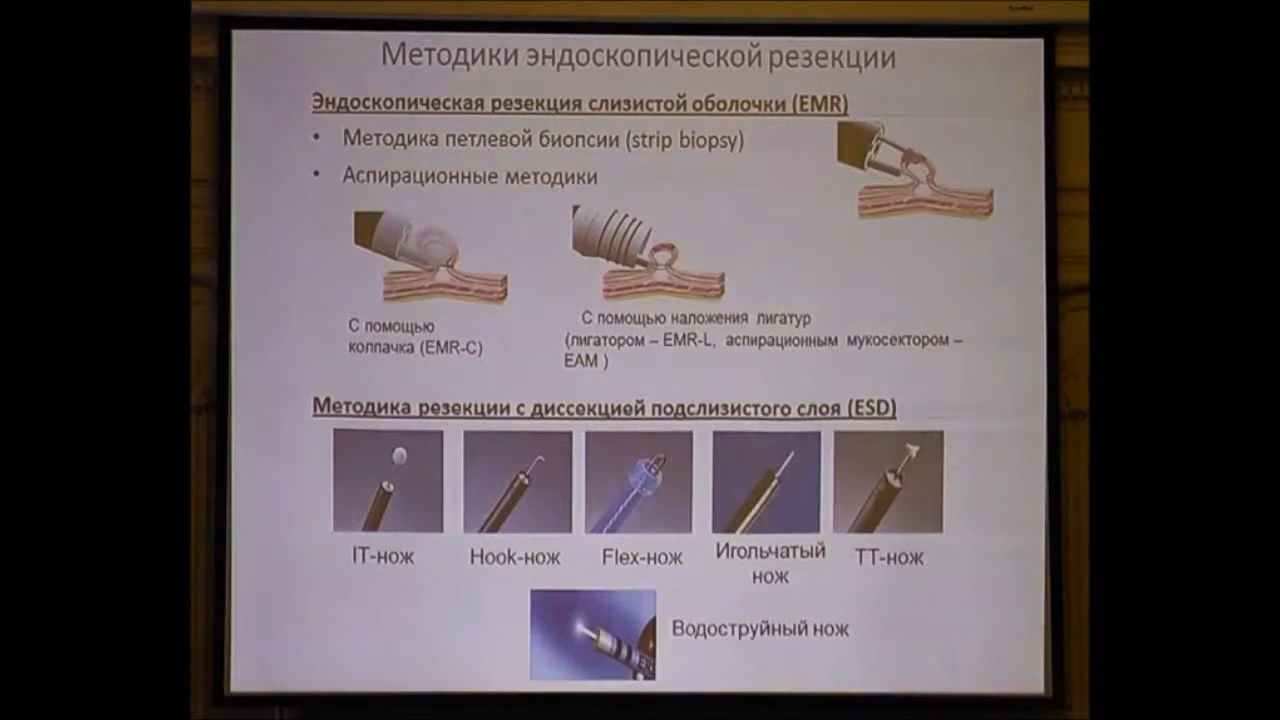 Методики эндоскопической резекции
Эндоскопическая резекция слизистой оболочки (EMR)
• Методика петлевой биопсии (strip biopsy)
• Аспирационные методики
С помощью
колпачка (EMR-C)
С помощью наложения лигатур
(лигатором – EMR-L, аспирационным мукосектором –
EAM )
Методика резекции с диссекцией подслизистого слоя (ESD)
IT-нож
Hook-нож
Flex-нож
Игольчатый
нож
TT-нож
Водоструйный нож